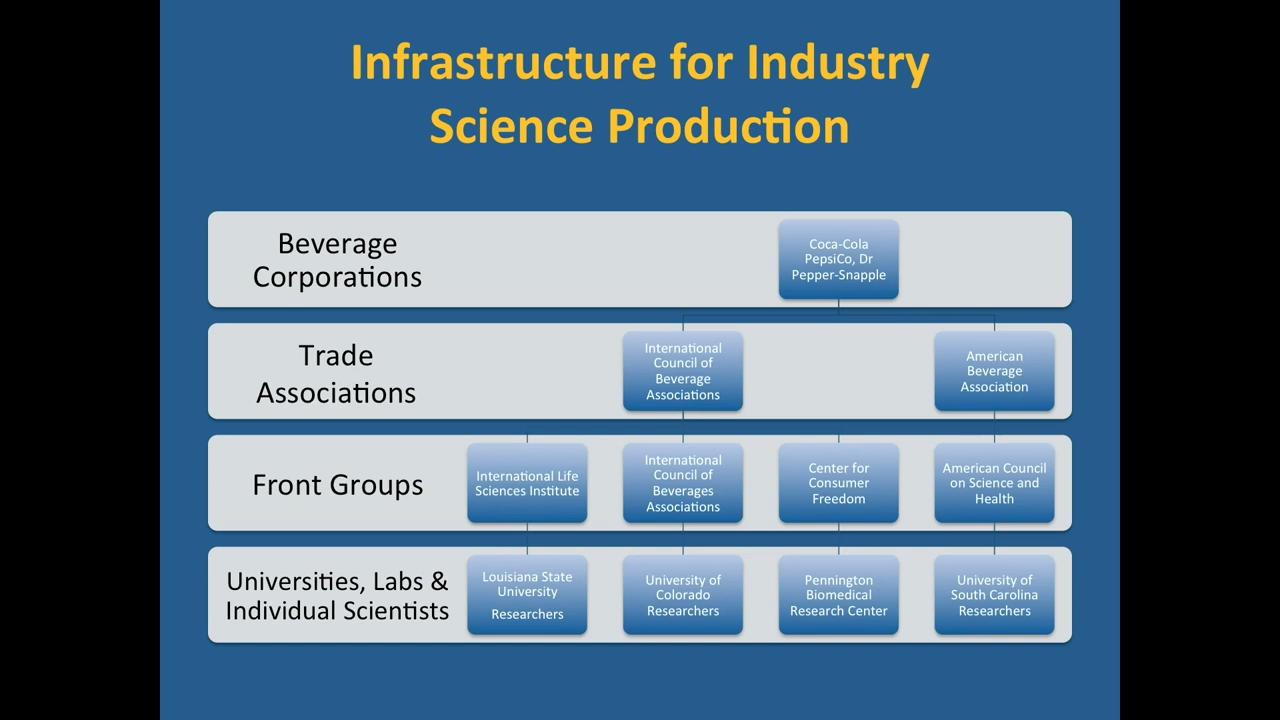 Infrastructure for Industry
Science Production
Beverage
Corporations
Coca-Cola
PepsiCo, Dr
Pepper-Snapple
Trade
Associations
International
Council of
Beverage
Associations
American
Beverage
Association
Front Groups
International Life
Sciences Institute
International
Council of
Beverages
Associations
Center for
Consumer
Freedom
American Council
on Science and
Health
Universities, Labs &
Individual Scientists
Louisiana State
University
Researchers
University of
Colorado
Researchers
Pennington
Biomedical
Research Center
University of
South Carolina
Researchers